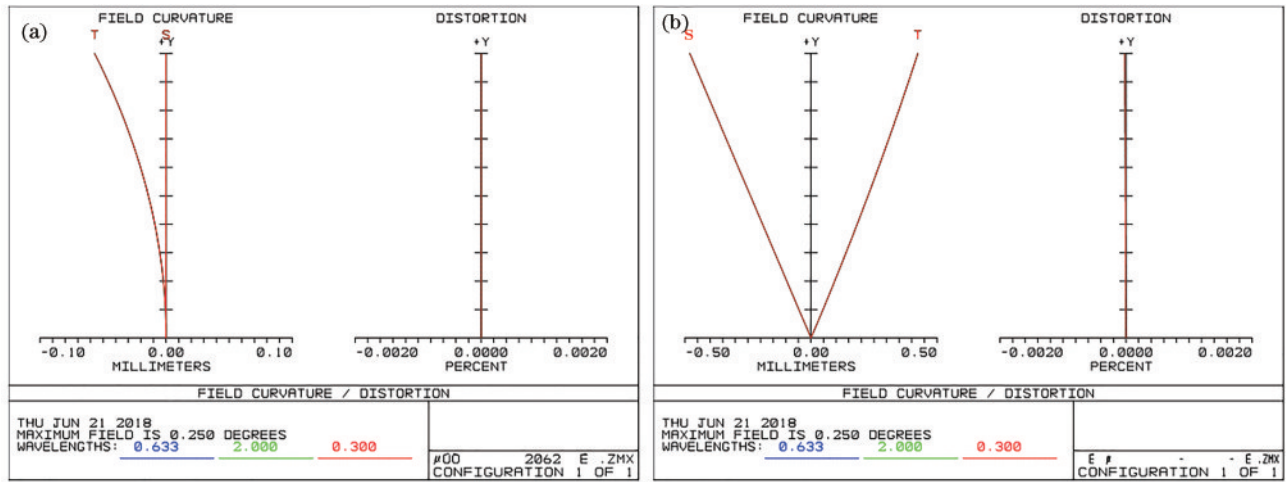 (a)
FIELD CURVATURE
T
S
+Y
-0.10
0.00
0.10
MILLIMETERS
DISTORTION
+Y
-0.0020
0.0000
0.0020
PERCENT
FIELD CURVATURE / DISTORTION
THU JUN 21 2018
MAXIMUM FIELD IS 0.250 DEGREES
WAVELENGTHS: 0.633 2.000 0.300
2062 E .ZMX
CONFIGURATION 1 OF 1
(b)
FIELD CURVATURE
S
+Y
T
-0.50
0.00
0.50
MILLIMETERS
DISTORTION
+Y
-0.0020
0.0000
0.0020
PERCENT
FIELD CURVATURE / DISTORTION
THU JUN 21 2018
MAXIMUM FIELD IS 0.250 DEGREES
WAVELENGTHS: 0.633 2.000 0.300
- - E .ZMX
CONFIGURATION 1 OF 1